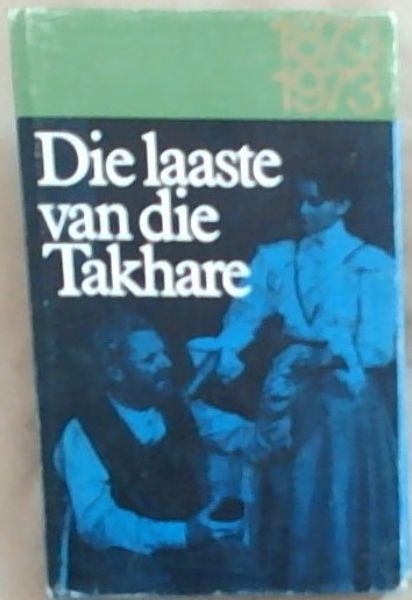 1873
1973
Die laaste
van die
Takhare